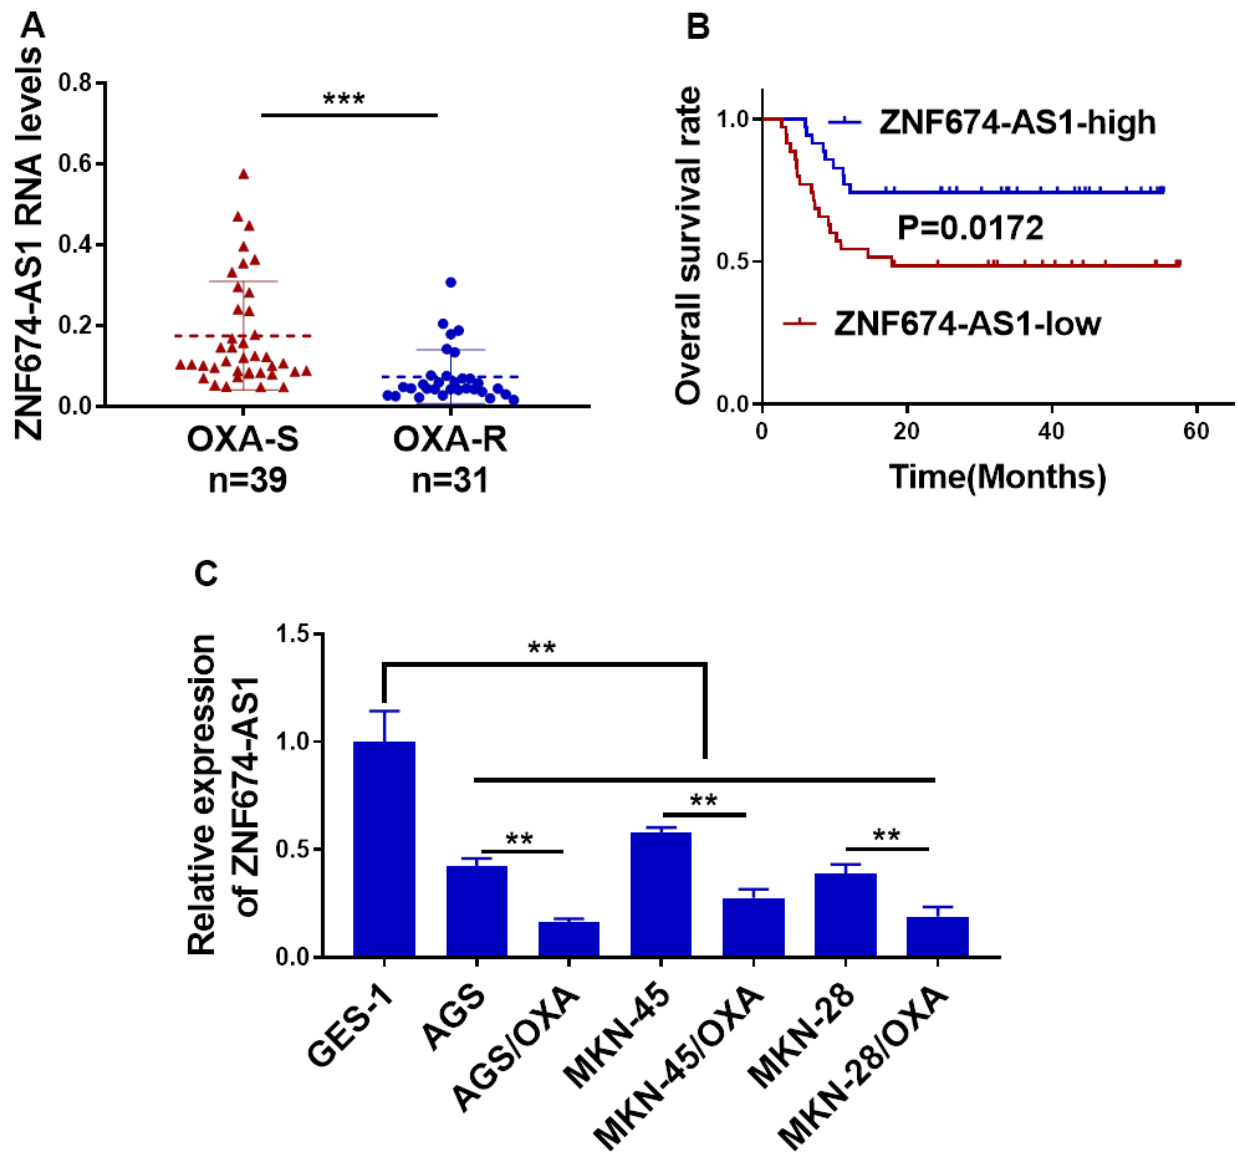 A
ZNF674-AS1 RNA levels
0.8
0.6
0.4
0.2
0.0
***
OXA-S
n=39
OXA-R
n=31
B
Overall survival rate
1.0
0.5
0.0
ZNF674-AS1-high
P=0.0172
ZNF674-AS1-low
0
20
40
60
Time(Months)
C
Relative expression
of ZNF674-AS1
1.5
1.0
0.5
0.0
**
**
**
**
GES-1
AGS
AGS/OXA
MKN-45
MKN-45/OXA
MKN-28
MKN-28/OXA